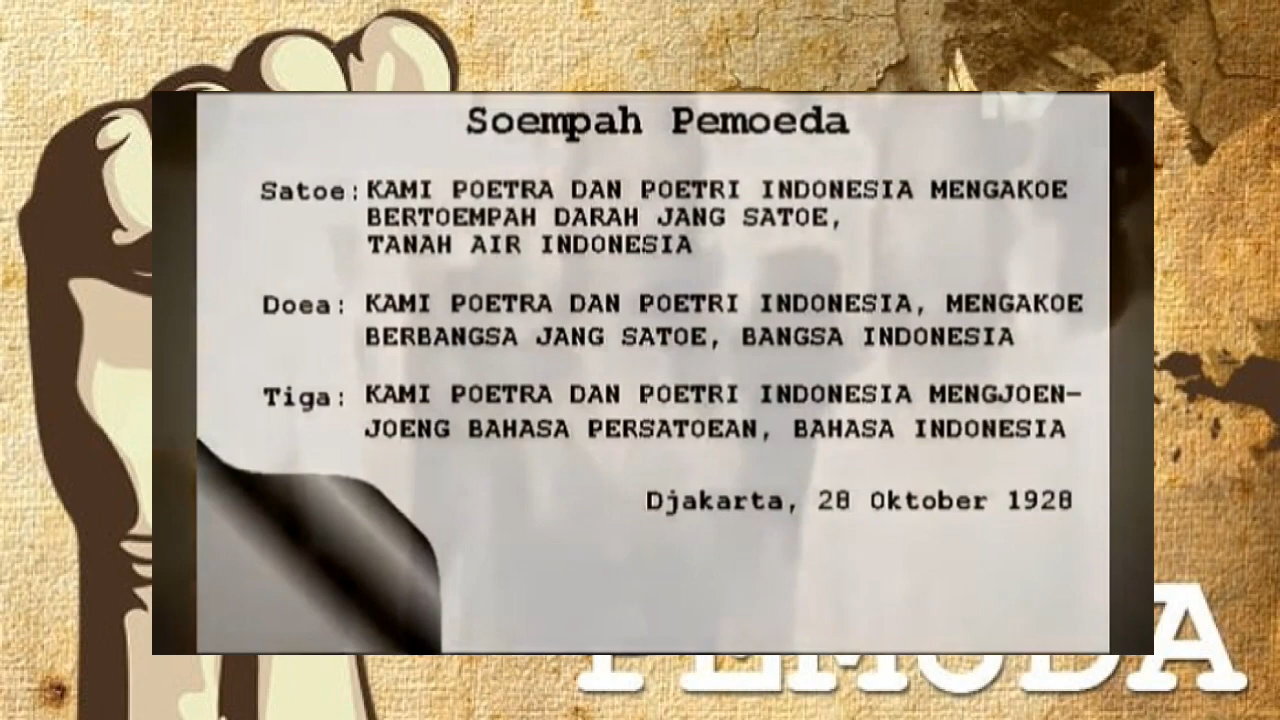 Soempah Pemoeda
Satoe: KAMI POETRA DAN POETRI INDONESIA MENGAKOE
BERTOEMPAH DARAH JANG SATOE,
TANAH AIR INDONESIA
Doea: KAMI POETRA DAN POETRI INDONESIA, MENGAKOE
BERBANGSA JANG SATOE, BANGSA INDONESIA
Tiga: KAMI POETRA DAN POETRI INDONESIA MENGJOEN-
JOENG BAHASA PERSATOEAN, BAHASA INDONESIA
Djakarta, 28 Oktober 1928
PEMUDA